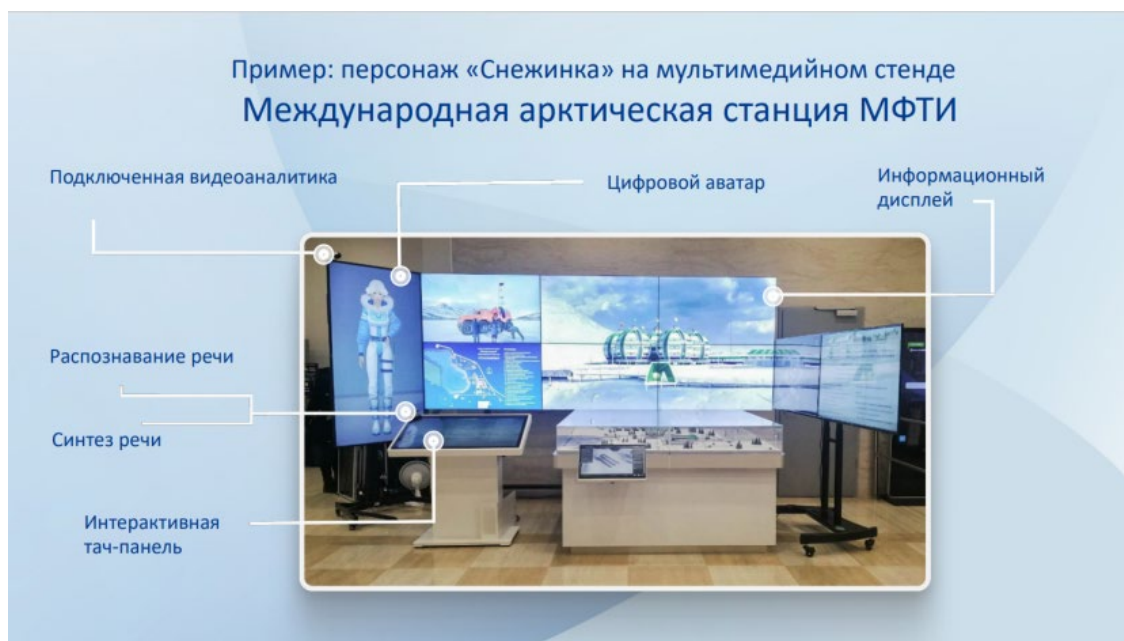 Пример: персонаж «Снежинка» на мультимедийном стенде
Международная арктическая станция МФТИ
Подключенная видеоаналитика
Цифровой аватар
Информационный
дисплей
Распознавание речи
Синтез речи
Интерактивная
тач-панель